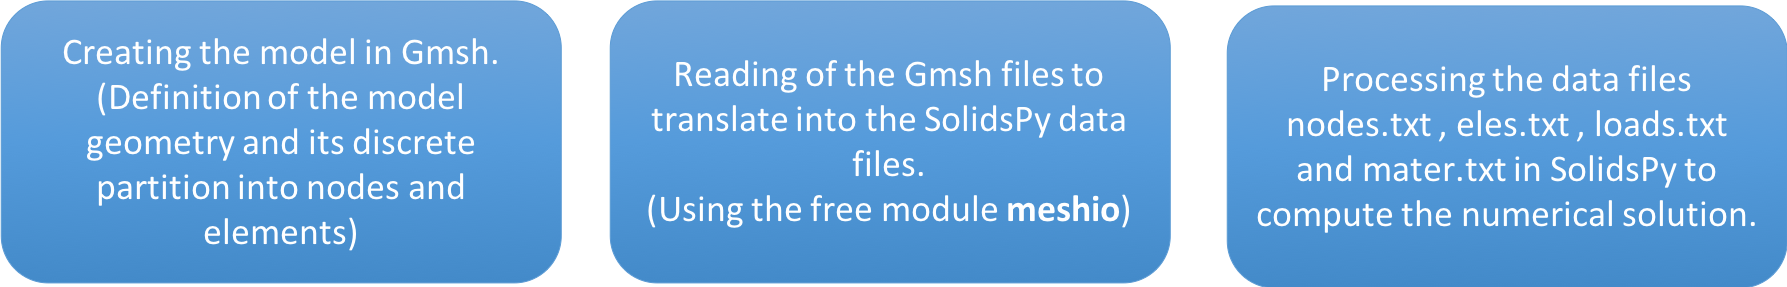 Creating the model in Gmsh.
(Definition of the model
geometry and its discrete
partition into nodes and
elements)
Reading of the Gmsh files to
translate into the SolidsPy data
files.
(Using the free module meshio)
Processing the data files
nodes.txt , eles.txt , loads.txt
and mater.txt in SolidsPy to
compute the numerical solution.